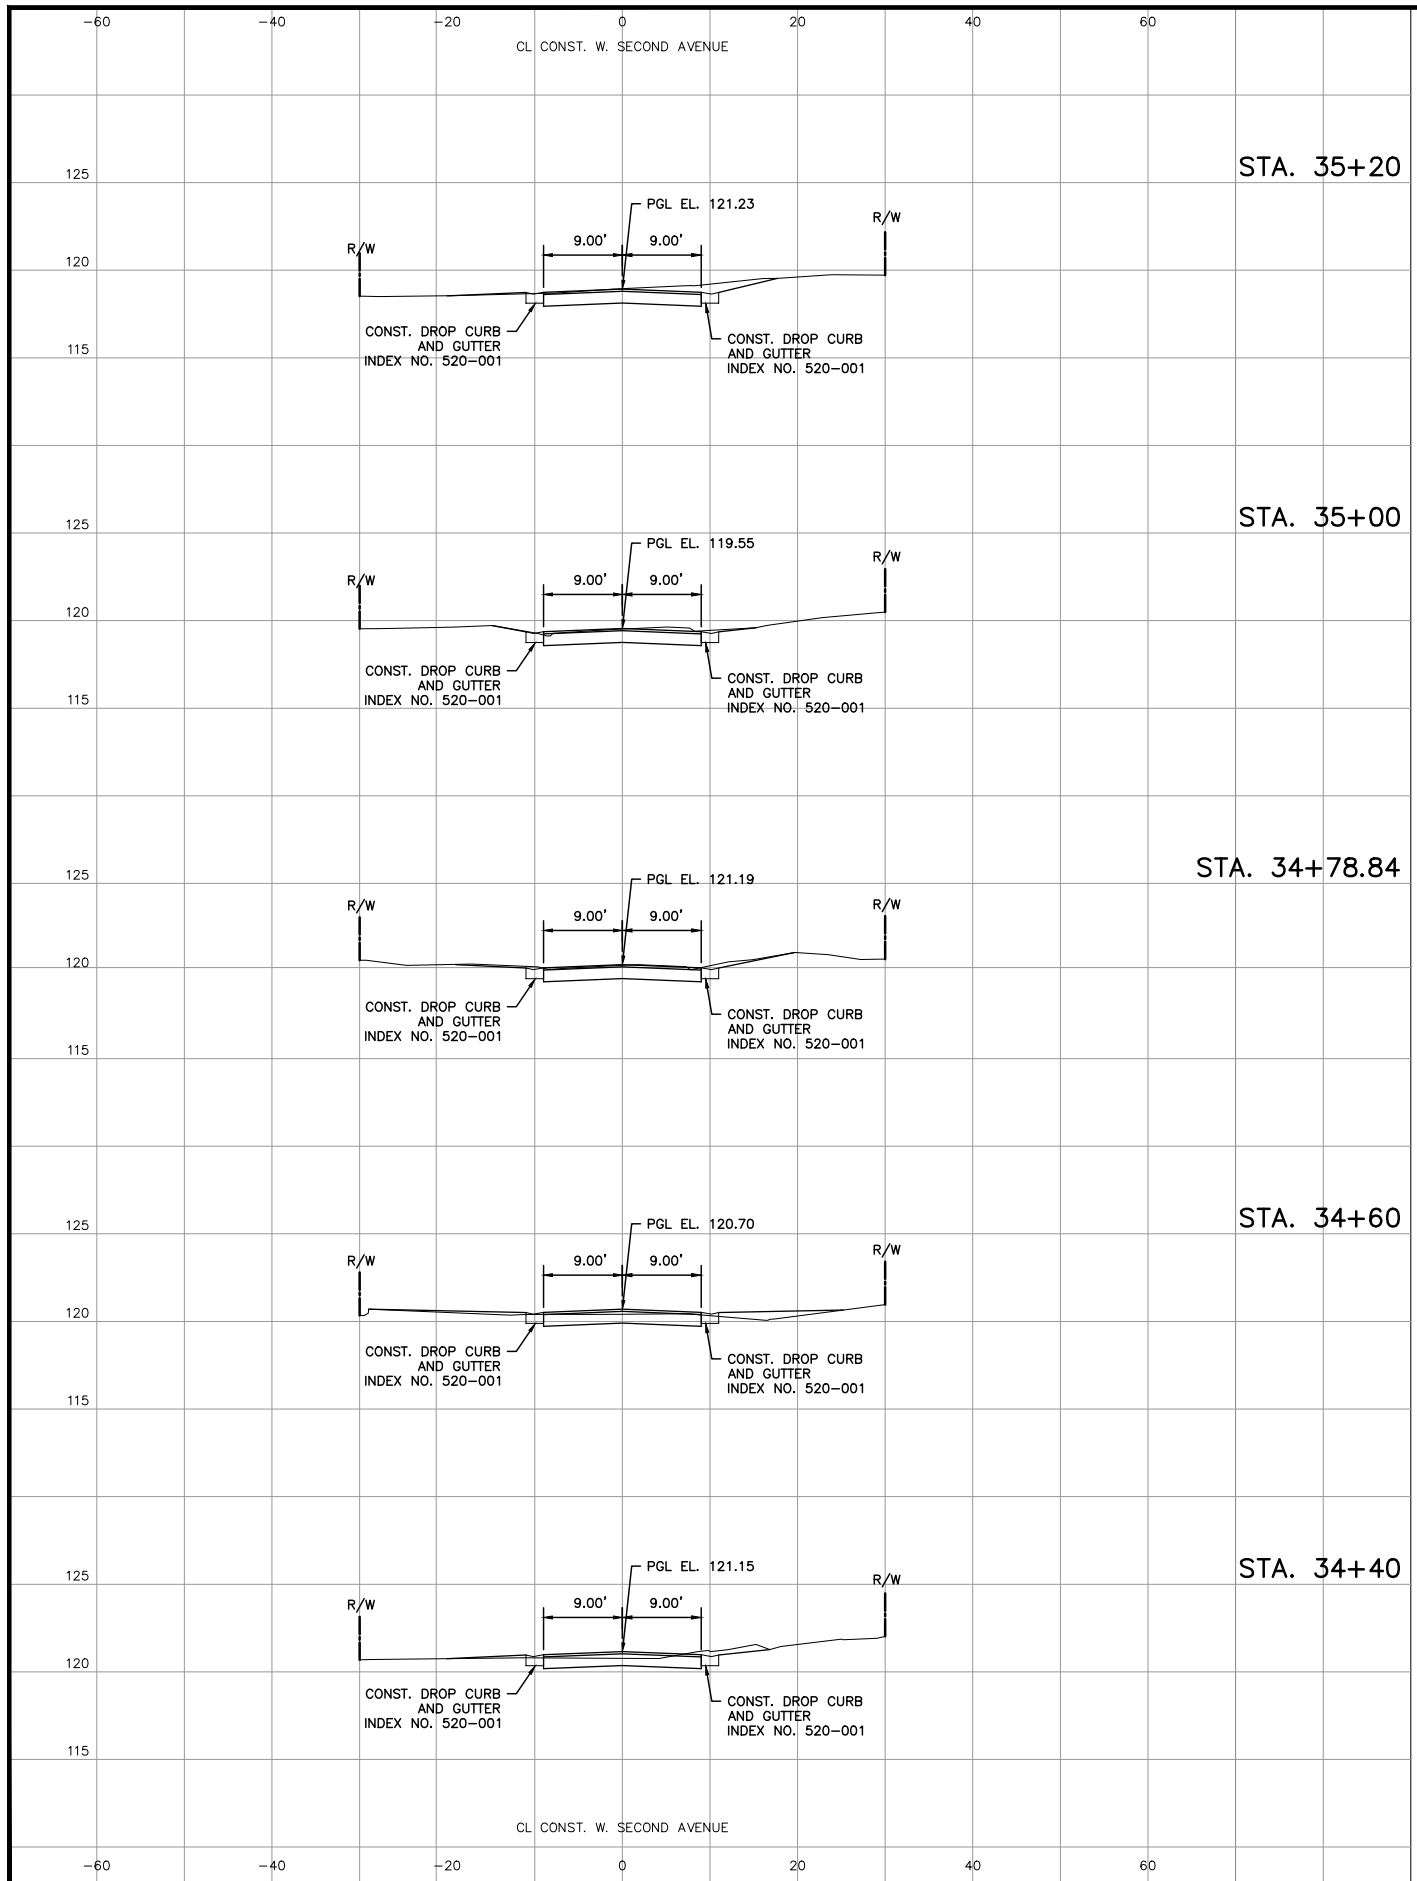 -60 -40 -20 0 20 40 60
CL CONST. W. SECOND AVENUE
STA. 35+20
125
PGL EL. 121.23
R/W
9.00' 9.00'
R/W
120
CONST. DROP CURB
AND GUTTER
INDEX NO. 520-001
CONST. DROP CURB
AND GUTTER
INDEX NO. 520-001
115
STA. 35+00
125
PGL EL. 119.55
R/W
9.00' 9.00'
R/W
120
CONST. DROP CURB
AND GUTTER
INDEX NO. 520-001
CONST. DROP CURB
AND GUTTER
INDEX NO. 520-001
115
STA. 34+78.84
125
PGL EL. 121.19
R/W
R/W
9.00' 9.00'
120
CONST. DROP CURB
AND GUTTER
INDEX NO. 520-001
CONST. DROP CURB
AND GUTTER
INDEX NO. 520-001
115
STA. 34+60
125
PGL EL. 120.70
R/W
R/W
9.00' 9.00'
120
CONST. DROP CURB
AND GUTTER
INDEX NO. 520-001
CONST. DROP CURB
AND GUTTER
INDEX NO. 520-001
115
STA. 34+40
125
PGL EL. 121.15
R/W
R/W
9.00' 9.00'
120
CONST. DROP CURB
AND GUTTER
INDEX NO. 520-001
CONST. DROP CURB
AND GUTTER
INDEX NO. 520-001
115
CL CONST. W. SECOND AVENUE
-60 -40 -20 0 20 40 60